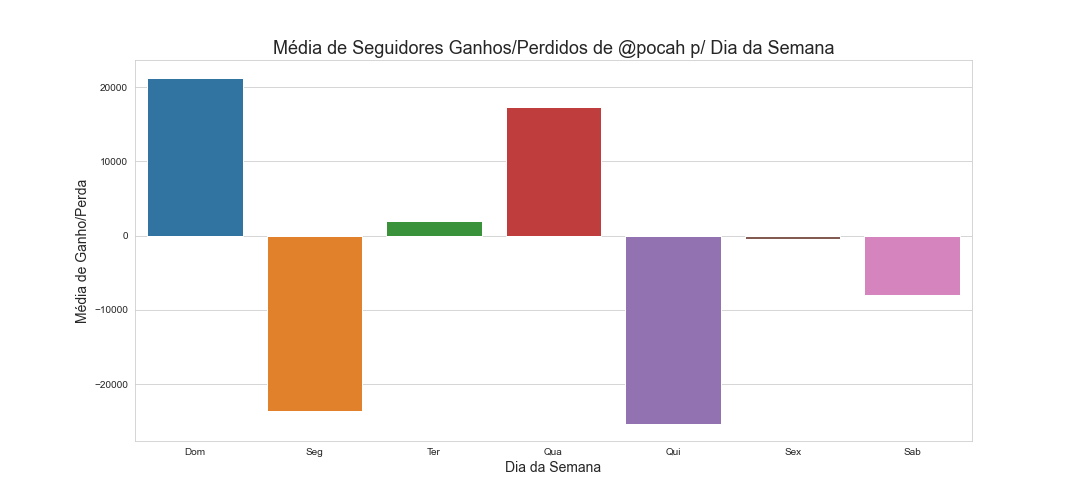 Média de Seguidores Ganhos/Perdidos de @pocah p/ Dia da Semana
Média de Ganho/Perda
20000
10000
0
−10000
−20000
Dom Seg Ter Qua Qui Sex Sab
Dia da Semana